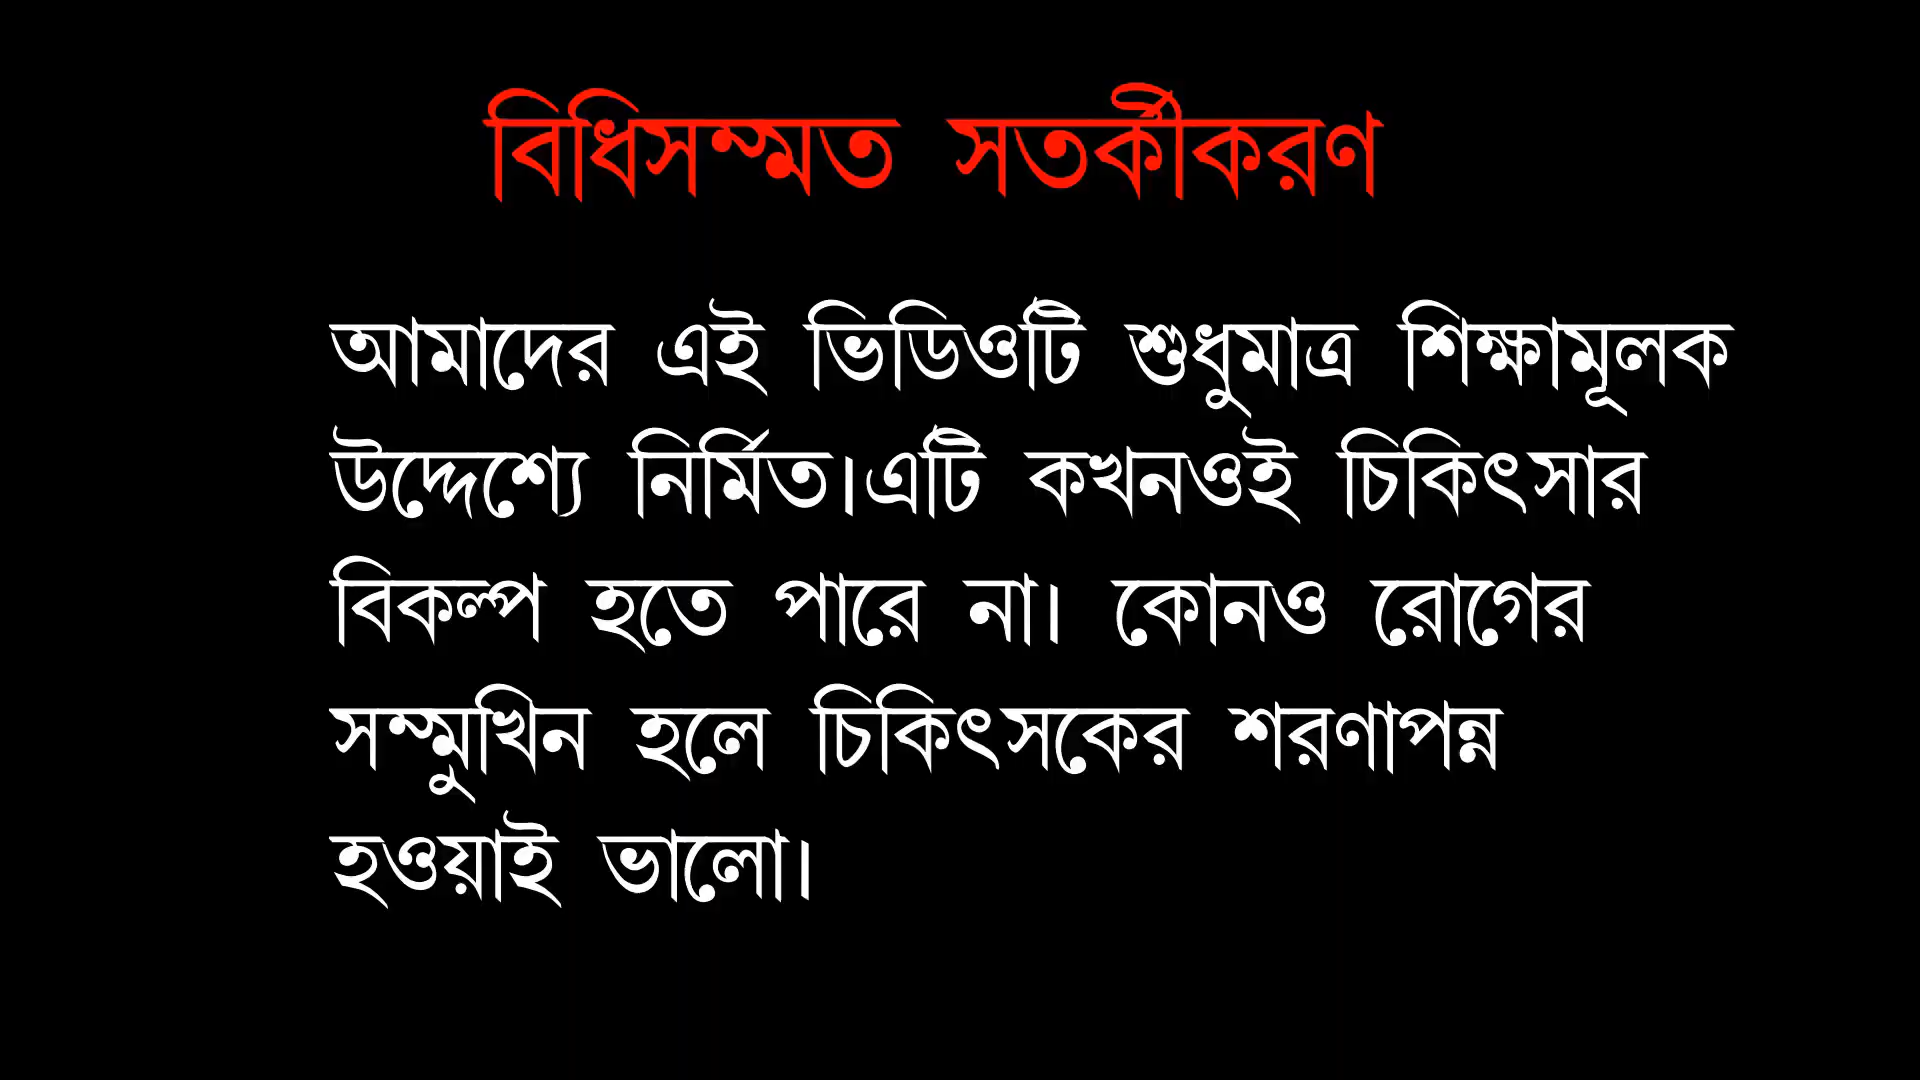 বিধিসম্মত সতর্কীকরণ
আমাদের এই ভিডিওটি শুধুমাত্র শিক্ষামূলক
উদ্দেশ্যে নির্মিত।এটি কখনওই চিকিৎসার
বিকল্প হতে পারে না। কোনও রোগের
সম্মুখিন হলে চিকিৎসকের শরণাপন্ন
হওয়াই ভালো।